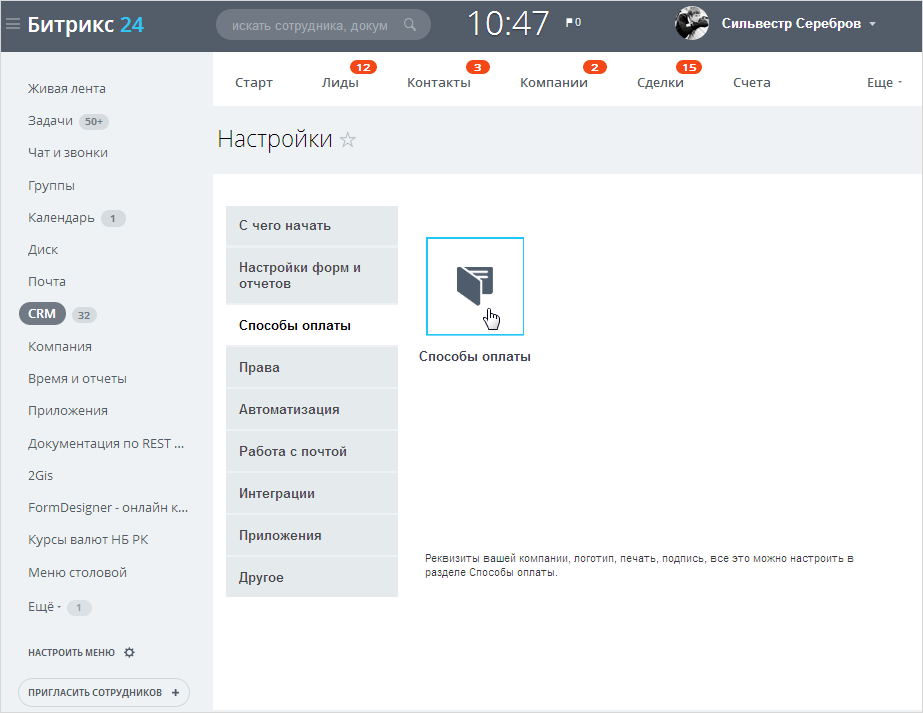 Битрикс 24
искать сотрудника, докум
10:47
0
Сильвестр Серебров
Живая лента
Задачи 50+
Чат и звонки
Группы
Календарь 1
Диск
Почта
CRM 32
Компания
Время и отчеты
Приложения
Документация по REST ...
2Gis
FormDesigner - онлайн к...
Курсы валют НБ РК
Меню столовой
Ещё 1
НАСТРОИТЬ МЕНЮ
ПРИГЛАСИТЬ СОТРУДНИКОВ +
Старт
Лиды 12
Контакты 3
Компании 2
Сделки 15
Счета
Еще
Настройки
С чего начать
Настройки форм и
отчетов
Способы оплаты
Права
Автоматизация
Работа с почтой
Интеграции
Приложения
Другое
Способы оплаты
Реквизиты вашей компании, логотип, печать, подпись, все это можно настроить в
разделе Способы оплаты.